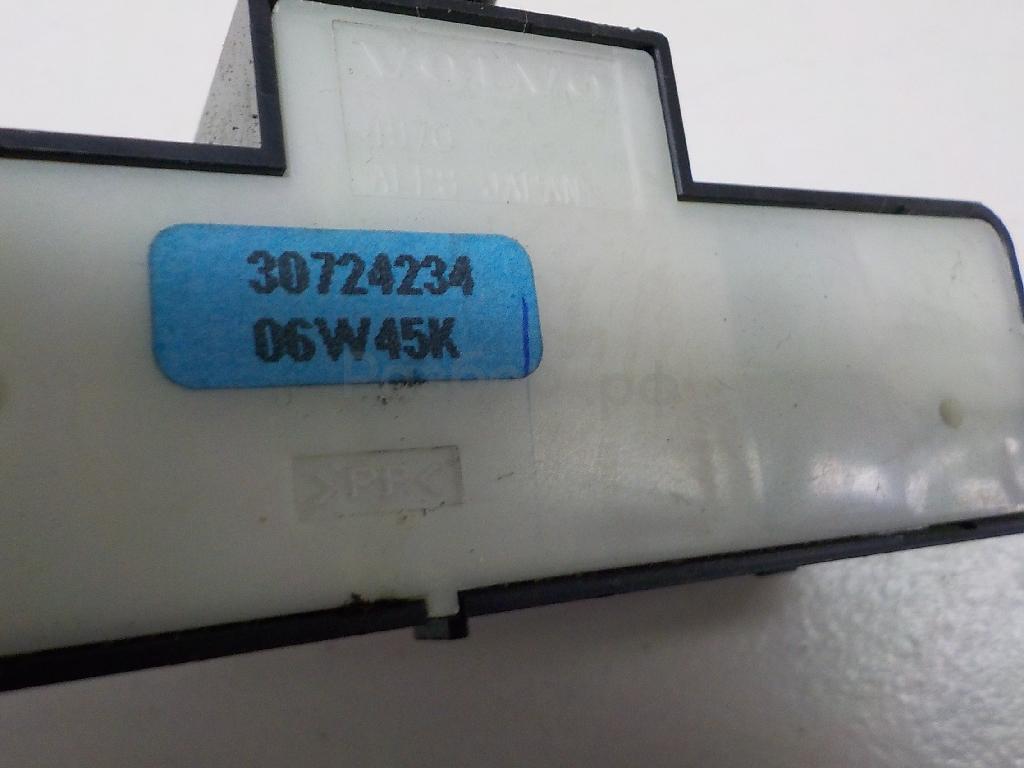 VOLVO
ALPS JAPAN
30724234
06W45K
>PP<